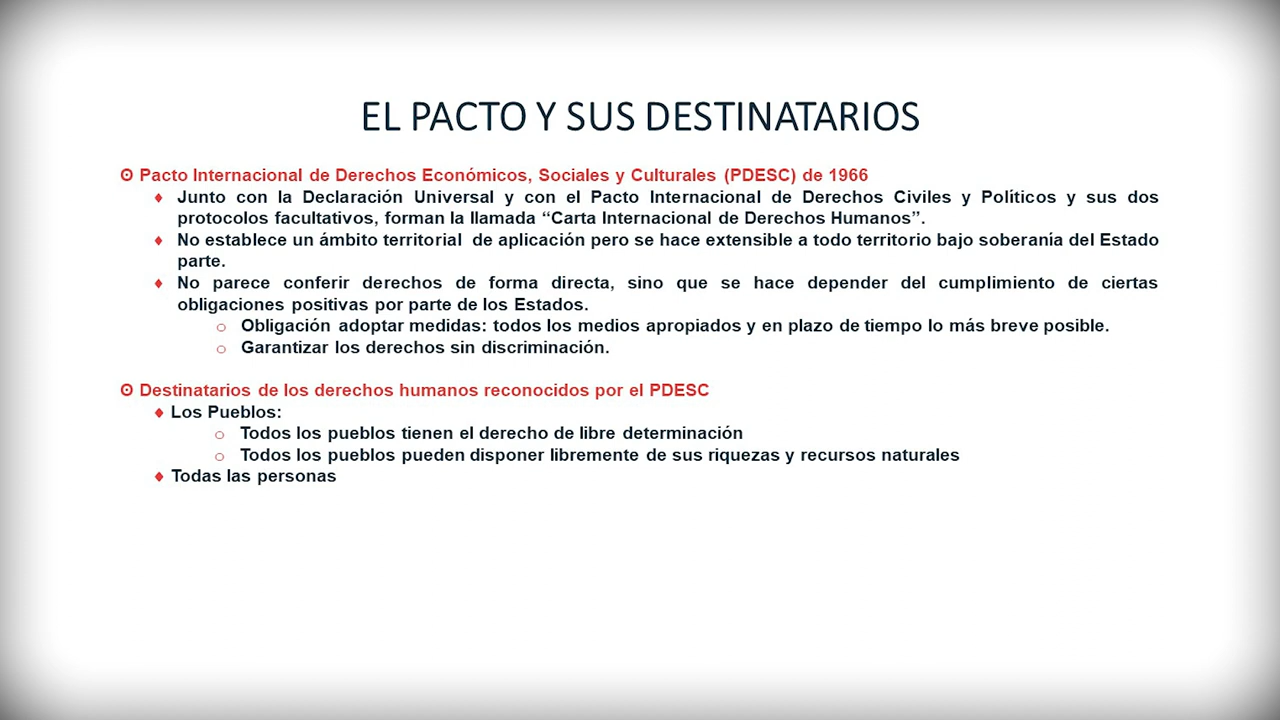 EL PACTO Y SUS DESTINATARIOS
Pacto Internacional de Derechos Económicos, Sociales y Culturales (PDESC) de 1966
Junto con la Declaración Universal y con el Pacto Internacional de Derechos Civiles y Políticos y sus dos
protocolos facultativos, forman la llamada “Carta Internacional de Derechos Humanos”.
No establece un ámbito territorial de aplicación pero se hace extensible a todo territorio bajo soberanía del Estado
parte.
No parece conferir derechos de forma directa, sino que se hace depender del cumplimiento de ciertas
obligaciones positivas por parte de los Estados.
Obligación adoptar medidas: todos los medios apropiados y en plazo de tiempo lo más breve posible.
Garantizar los derechos sin discriminación.
Destinatarios de los derechos humanos reconocidos por el PDESC
Los Pueblos:
Todos los pueblos tienen el derecho de libre determinación
Todos los pueblos pueden disponer libremente de sus riquezas y recursos naturales
Todas las personas